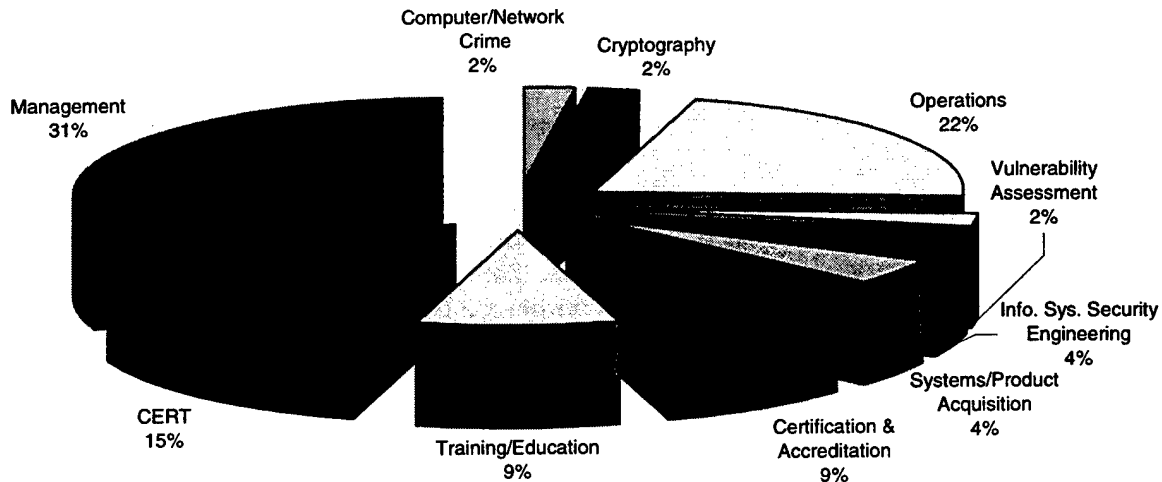 Computer/Network
Crime
2%
Cryptography
2%
Management
31%
Operations
22%
Vulnerability
Assessment
2%
Info. Sys. Security
Engineering
4%
Systems/Product
Acquisition
4%
Certification &
Accreditation
9%
Training/Education
9%
CERT
15%